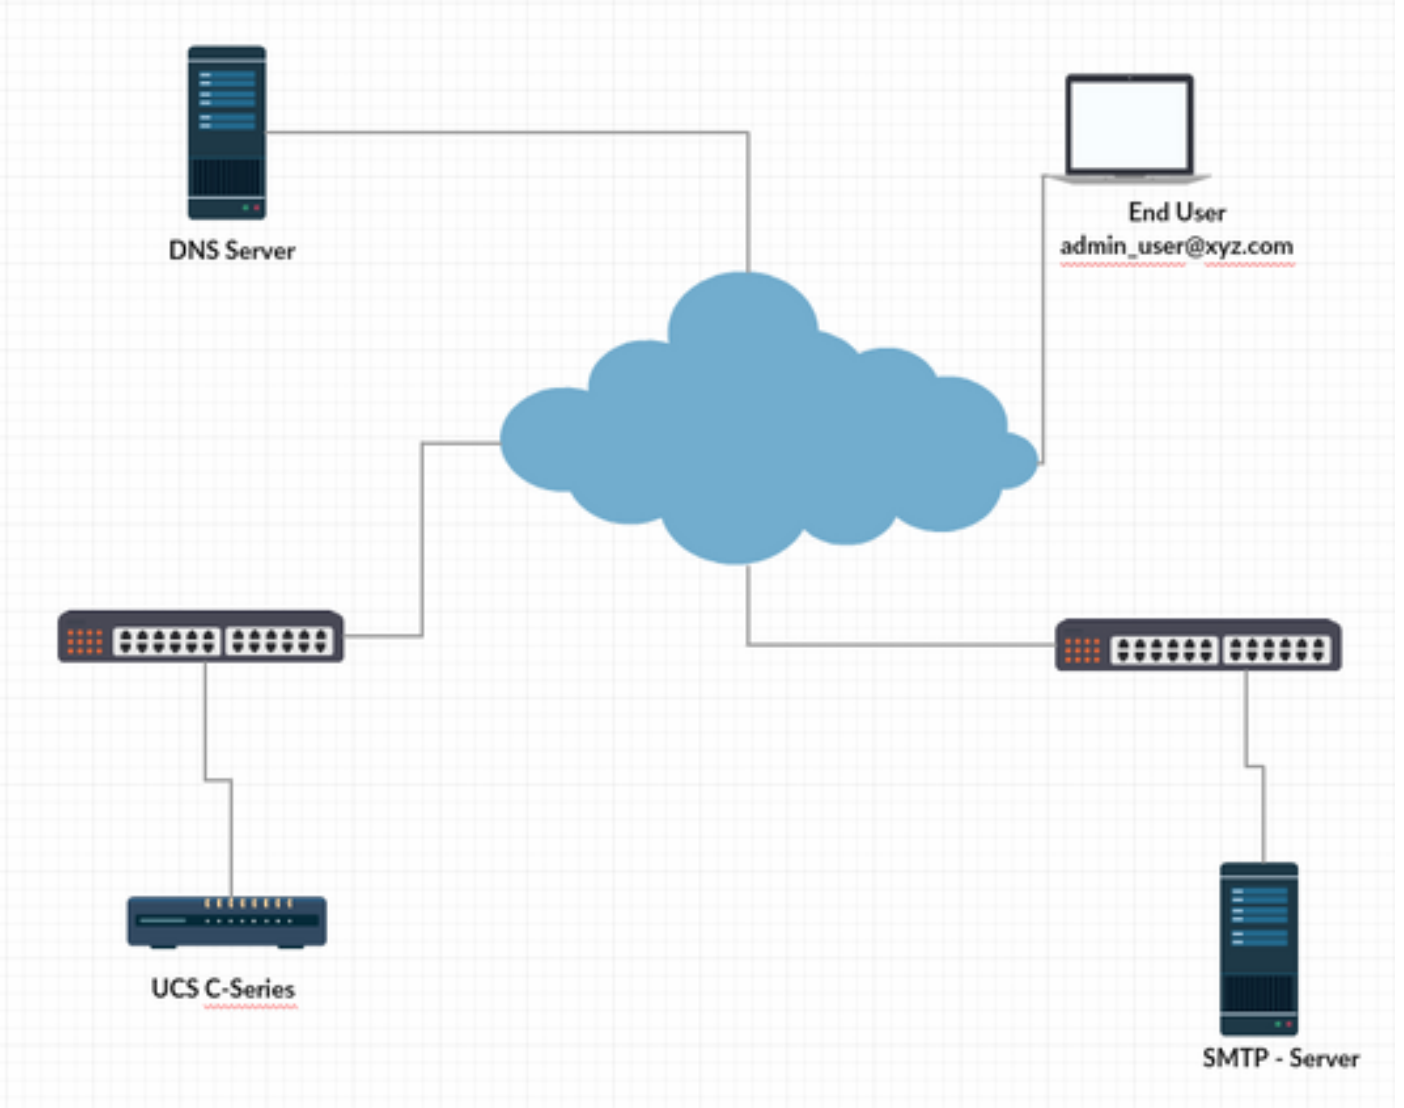 DNS Server
End User
admin_user@xyz.com
UCS C-Series
SMTP - Server